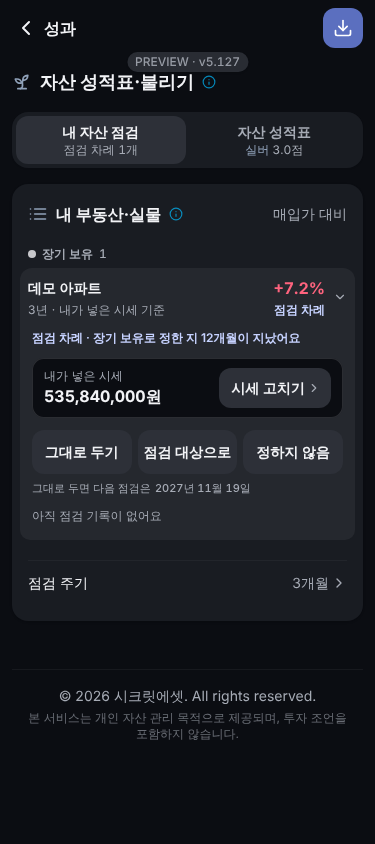 성과
PREVIEW · v5.127
자산 성적표·불리기
내 자산 점검
점검 차례 1개
자산 성적표
실버 3.0점
내 부동산·실물
매입가 대비
장기 보유 1
데모 아파트
+7.2%
3년 · 내가 넣은 시세 기준
점검 차례
점검 차례 · 장기 보유로 정한 지 12개월이 지났어요
내가 넣은 시세
535,840,000원
시세 고치기
그대로 두기
점검 대상으로
정하지 않음
그대로 두면 다음 점검은 2027년 11월 19일
아직 점검 기록이 없어요
점검 주기
3개월
© 2026 시크릿에셋. All rights reserved.
본 서비스는 개인 자산 관리 목적으로 제공되며, 투자 조언을
포함하지 않습니다.